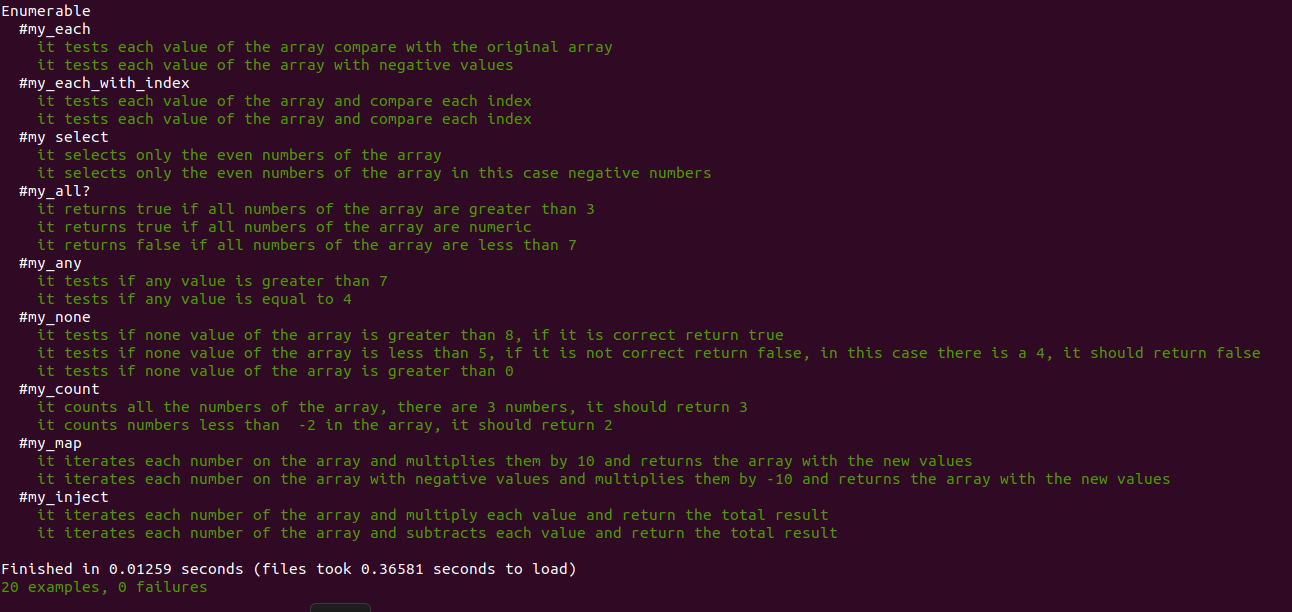 Enumerable
#my_each
it tests each value of the array compare with the original array
it tests each value of the array with negative values
#my_each_with_index
it tests each value of the array and compare each index
it tests each value of the array and compare each index
#my select
it selects only the even numbers of the array
it selects only the even numbers of the array in this case negative numbers
#my_all?
it returns true if all numbers of the array are greater than 3
it returns true if all numbers of the array are numeric
it returns false if all numbers of the array are less than 7
#my_any
it tests if any value is greater than 7
it tests if any value is equal to 4
#my_none
it tests if none value of the array is greater than 8, if it is correct return true
it tests if none value of the array is less than 5, if it is not correct return false, in this case there is a 4, it should return false
it tests if none value of the array is greater than 0
#my_count
it counts all the numbers of the array, there are 3 numbers, it should return 3
it counts numbers less than  -2 in the array, it should return 2
#my_map
it iterates each number on the array and multiplies them by 10 and returns the array with the new values
it iterates each number on the array with negative values and multiplies them by -10 and returns the array with the new values
#my_inject
it iterates each number of the array and multiply each value and return the total result
it iterates each number of the array and subtracts each value and return the total result
Finished in 0.01259 seconds (files took 0.36581 seconds to load)
20 examples, 0 failures